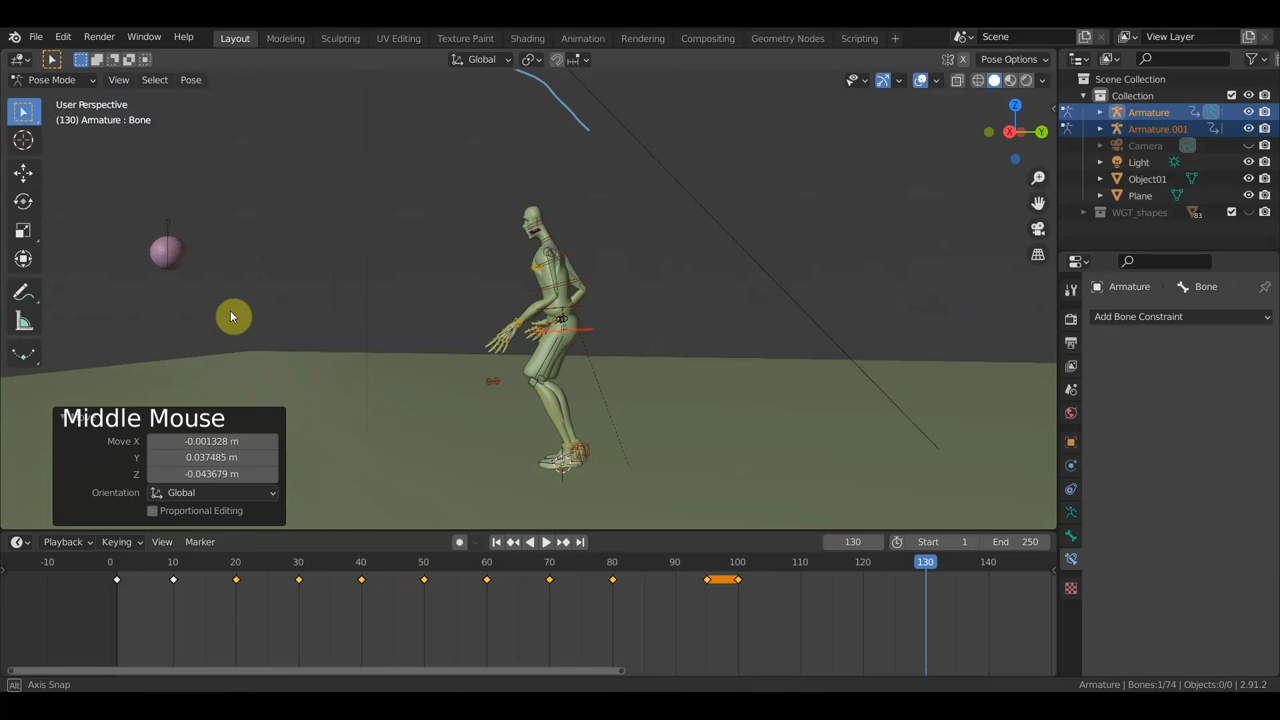 File Edit Render Window Help Layout Modeling Sculpting UV Editing Texture Paint Shading Animation Rendering Compositing Geometry Nodes Scripting + Scene View Layer
Global Pose Options
Pose Mode View Select Pose
User Perspective
(130) Armature : Bone
Z
X Y
Scene Collection
Collection
Armature
Armature.001
Camera
Light
Object01
Plane
WGT_shapes 83
Armature Bone
Add Bone Constraint
Middle Mouse
Move X -0.001328 m
Y 0.037485 m
Z -0.043679 m
Orientation Global
Proportional Editing
Playback Keying View Marker 130 Start 1 End 250
-10 0 10 20 30 40 50 60 70 80 90 100 110 120 130 140
Alt Axis Snap Armature | Bones:1/74 | Objects:0/0 | 2.91.2